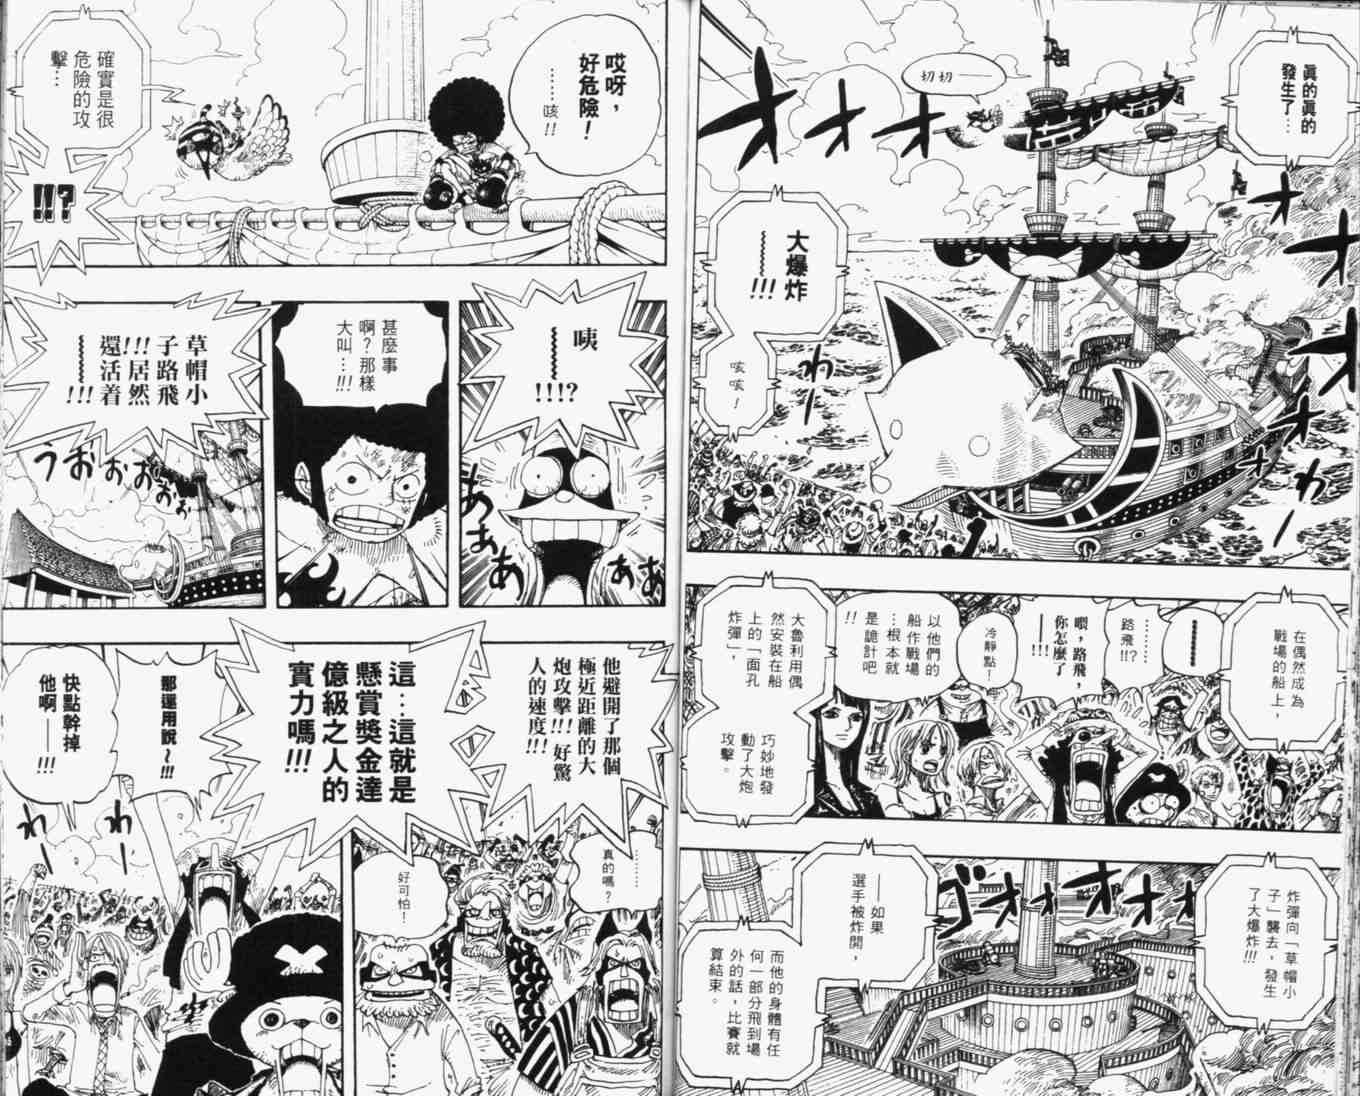 真的真的
發生了…
切切——
オオオオオオオオ
大爆炸
〜〜〜!!!
咳咳！
わ
ー
わ
ー
在偶然成為
戰場的船上，
………
路飛!!?
喂，路飛，
你怎麼了
——!!!
冷靜點！
以他們的
船作戰場
…根本就
是詭計吧
!!
大魯利用偶
然安裝在船
上的「面孔
炸彈」，
巧妙地發
動了大炮
攻擊。
炸彈向「草帽小
子」襲去，發生
了大爆炸!!!
ゴオオオオ
——如果
選手被炸開，
而他的身體有任
何一部分飛到場
外的話，比賽就
算結束。
哎呀，
好危險！
……咳!!
確實是很
危險的攻
擊…
!!?
咦
〜〜〜!!!?
あああああ
甚麼事
啊？那樣
大叫…!!!
草帽小
子路飛
!!!居然
還活着
〜〜〜!!!
うおおおおお
他避開了那個
極近距離的大
炮攻擊!!!好驚
人的速度!!!
這…這就是
懸賞獎金達
億級之人的
實力嗎!!!
………
真的嗎？
好可怕！
那還用說〜!!!
快點幹掉
他啊——
!!!
わ
ー
わ
ー